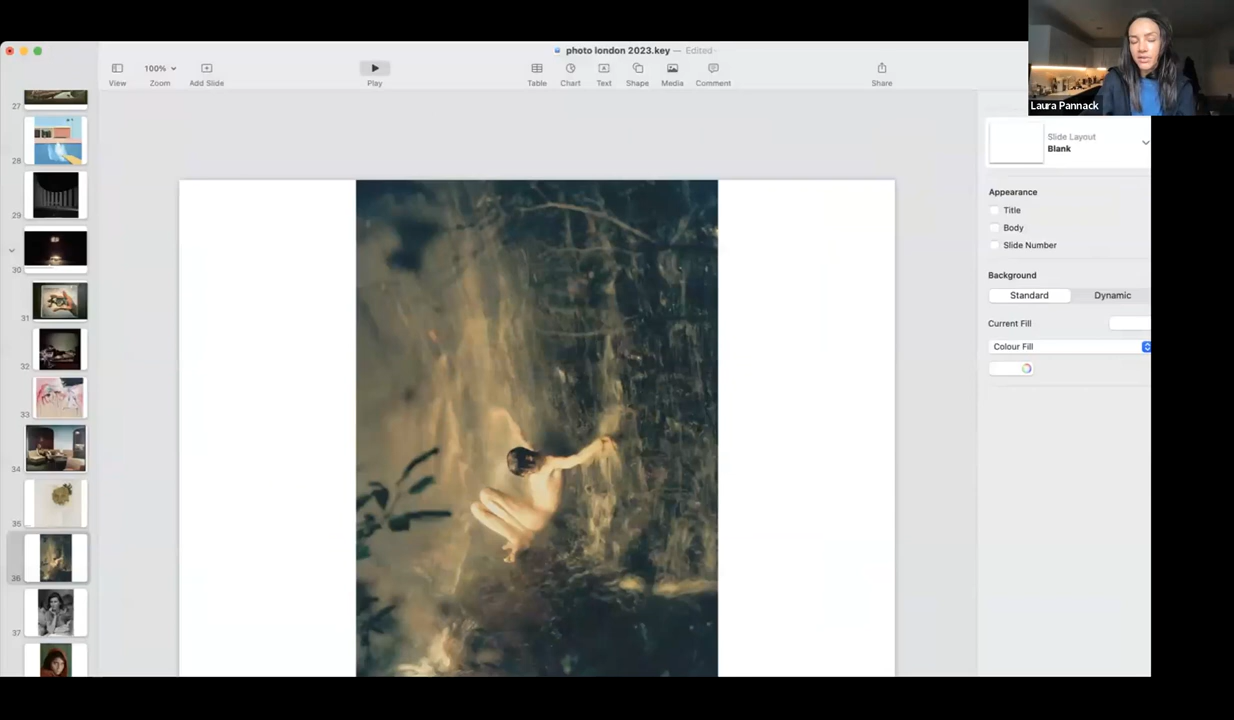 photo london 2023.key — Edited
100%
View
Zoom
Add Slide
Play
Table
Chart
Text
Shape
Media
Comment
Share
Laura Pannack
27
28
29
30
31
32
33
34
35
36
37
Slide Layout
Blank
Appearance
Title
Body
Slide Number
Background
Standard
Dynamic
Current Fill
Colour Fill